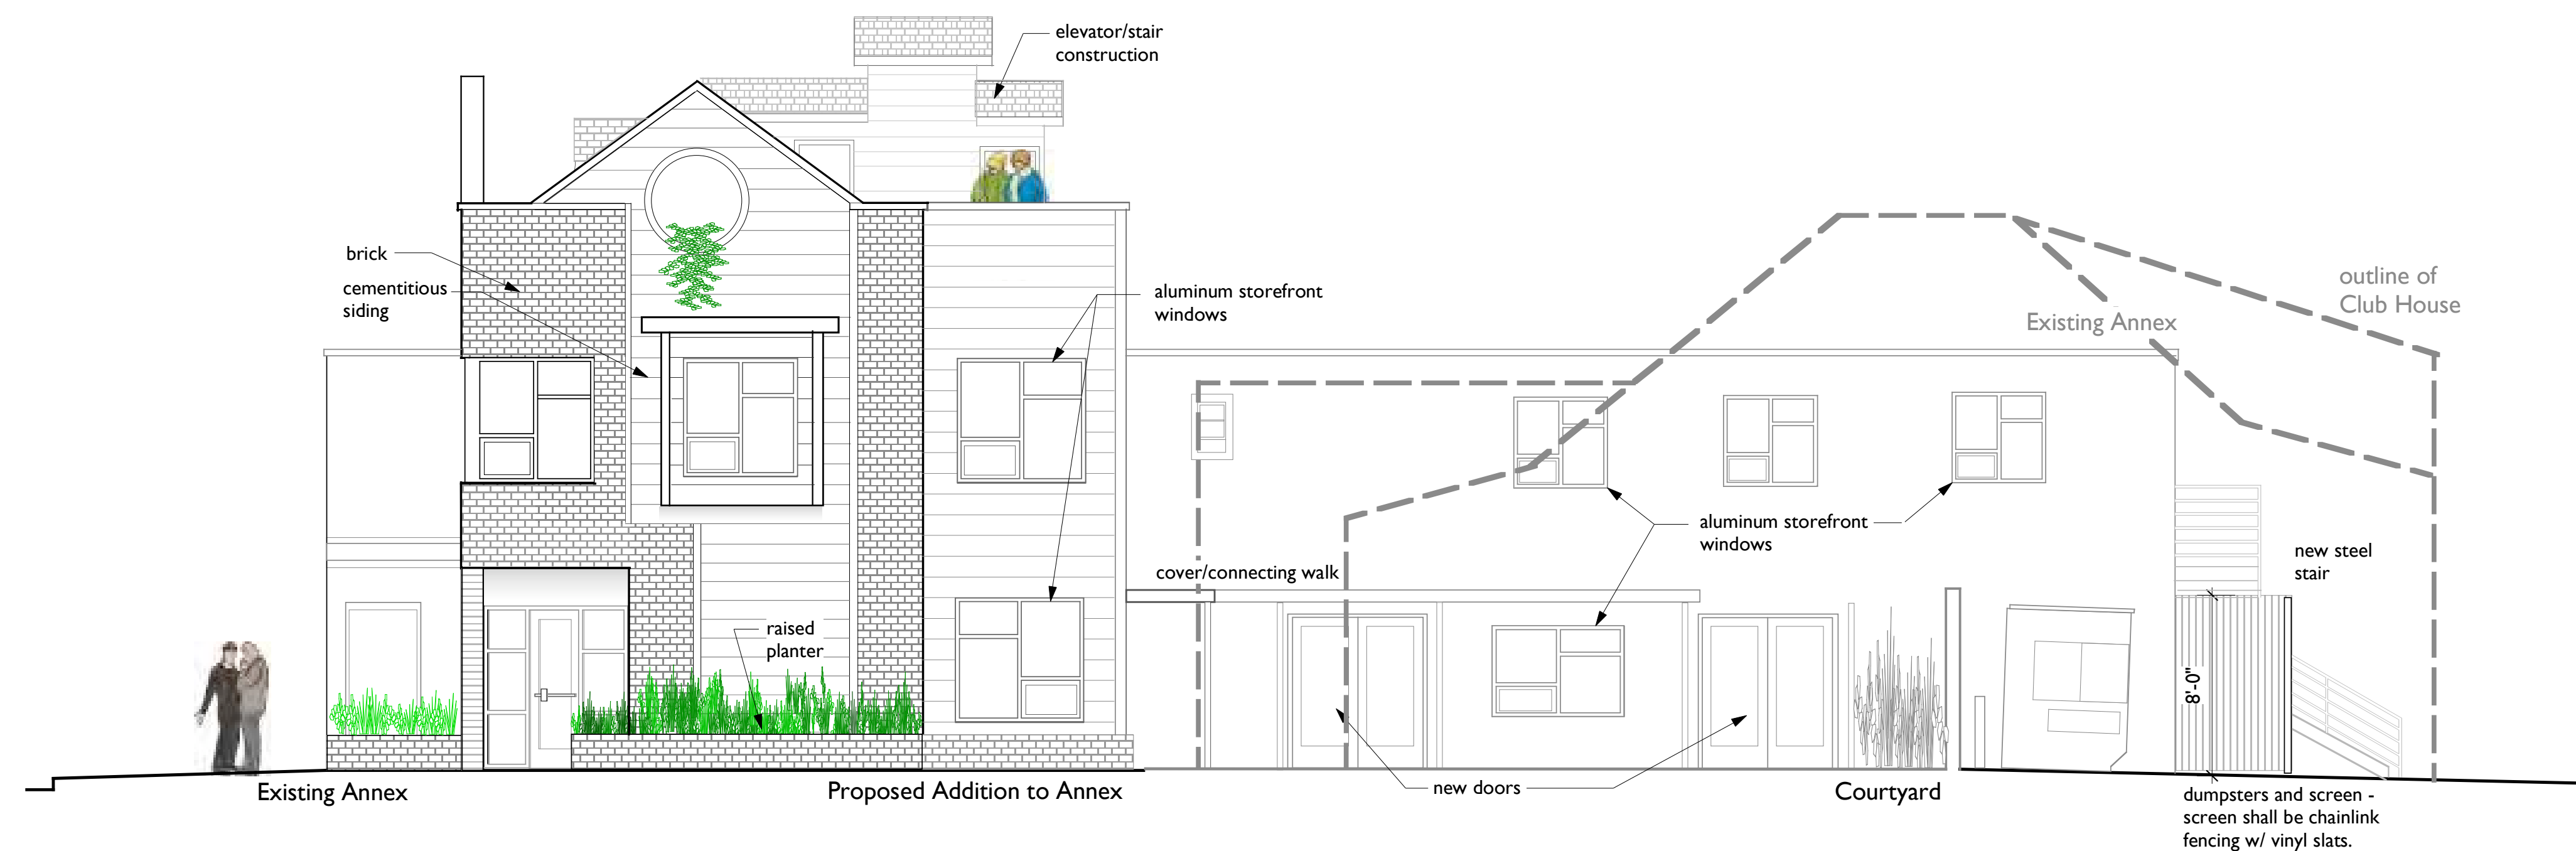 elevator/stair
construction
brick
cementitious
siding
aluminum storefront
windows
outline of
Club House
Existing Annex
aluminum storefront
windows
new steel
stair
cover/connecting walk
raised
planter
8'-0"
new doors
Existing Annex
Proposed Addition to Annex
Courtyard
dumpsters and screen -
screen shall be chainlink
fencing w/ vinyl slats.